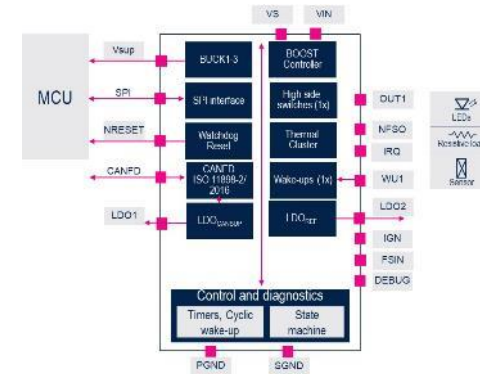 VS
VIN
MCU
Vsup
SPI
NRESET
CANFD
LDO1
BUCK1-3
SPI interface
Watchdog
Reset
CANFD
ISO 11898-2/
2016
LDO
BOOST
Controller
High side
switches (1x)
Thermal
Cluster
Wake-ups (1x)
LDO
OUT1
NFSO
IRQ
WU1
LDO2
IGN
FSIN
DEBUG
LEDs
Resistive load
Sensor
Control and diagnostics
Timers, Cyclic
wake-up
State
machine
PGND
SGND